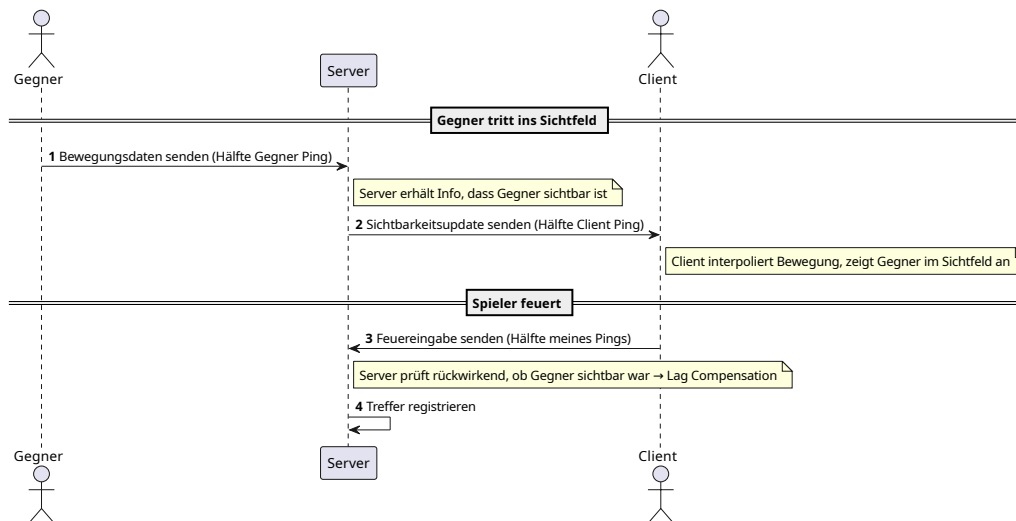 Gegner
Server
Client
Gegner tritt ins Sichtfeld
1 Bewegungsdaten senden (Hälfte Gegner Ping)
Server erhält Info, dass Gegner sichtbar ist
2 Sichtbarkeitsupdate senden (Hälfte Client Ping)
Client interpoliert Bewegung, zeigt Gegner im Sichtfeld an
Spieler feuert
3 Feuereingabe senden (Hälfte meines Pings)
Server prüft rückwirkend, ob Gegner sichtbar war → Lag Compensation
4 Treffer registrieren
Gegner
Server
Client